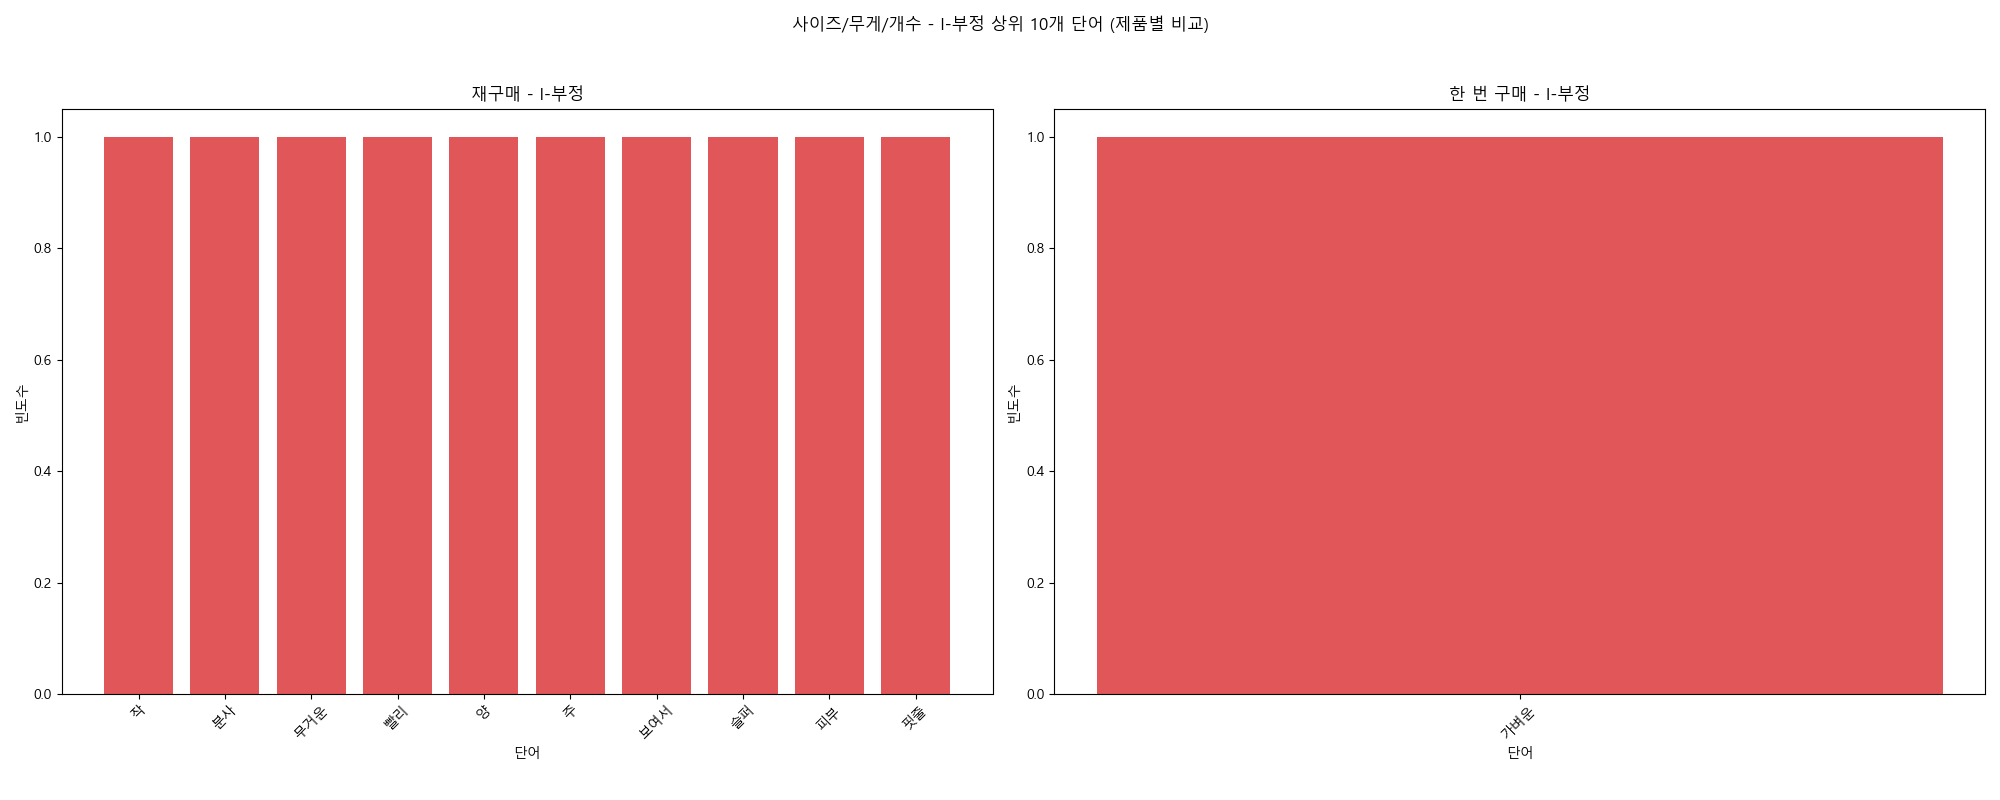 사이즈/무게/개수 - I-부정 상위 10개 단어 (제품별 비교)
재구매 - I-부정
1.0
0.8
0.6
0.4
0.2
0.0
빈도수
작 분사 무거운 빨리 양 주 보여서 슬퍼 피부 핏줄
단어
한 번 구매 - I-부정
1.0
0.8
0.6
0.4
0.2
0.0
빈도수
가벼운
단어